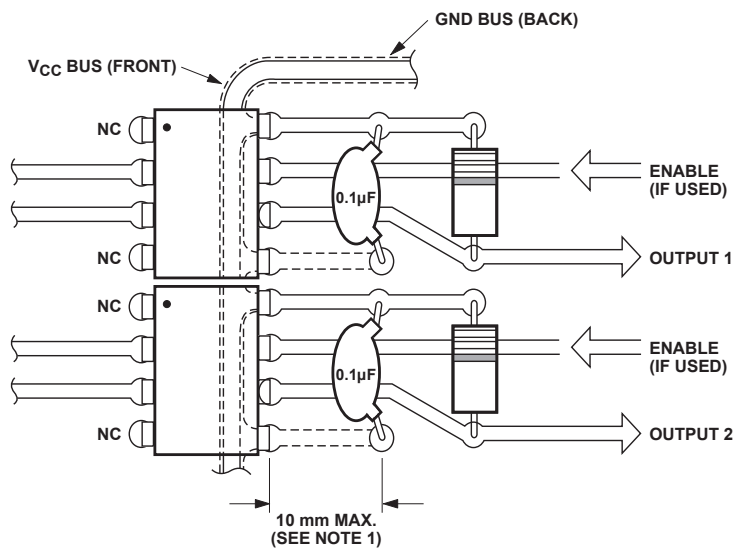 GND BUS (BACK)
VCC BUS (FRONT)
NC
0.1µF
ENABLE
(IF USED)
NC
OUTPUT 1
NC
0.1µF
ENABLE
(IF USED)
NC
OUTPUT 2
10 mm MAX.
(SEE NOTE 1)